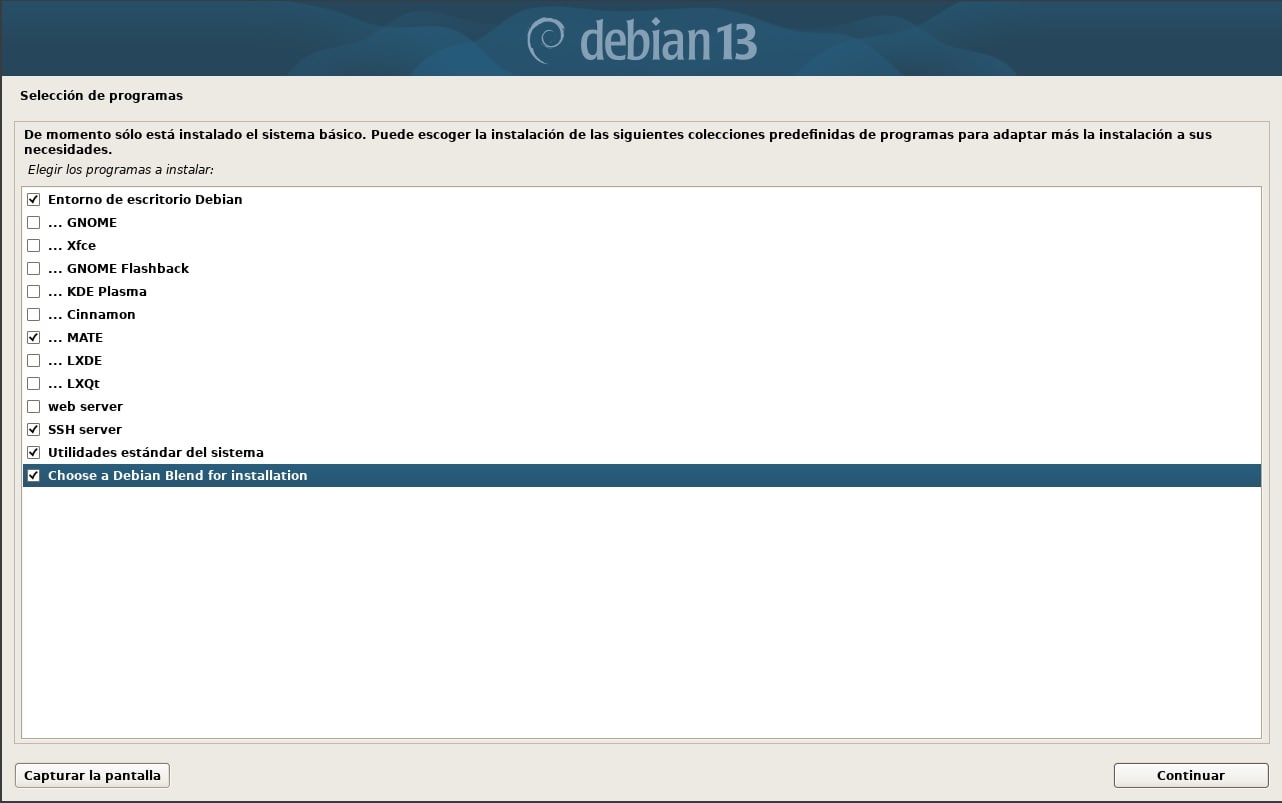 debian 13
Selección de programas
De momento sólo está instalado el sistema básico. Puede escoger la instalación de las siguientes colecciones predefinidas de programas para adaptar más la instalación a sus
necesidades.
Elegir los programas a instalar:
Entorno de escritorio Debian
... GNOME
... Xfce
... GNOME Flashback
... KDE Plasma
... Cinnamon
... MATE
... LXDE
... LXQt
web server
SSH server
Utilidades estándar del sistema
Choose a Debian Blend for installation
Capturar la pantalla
Continuar